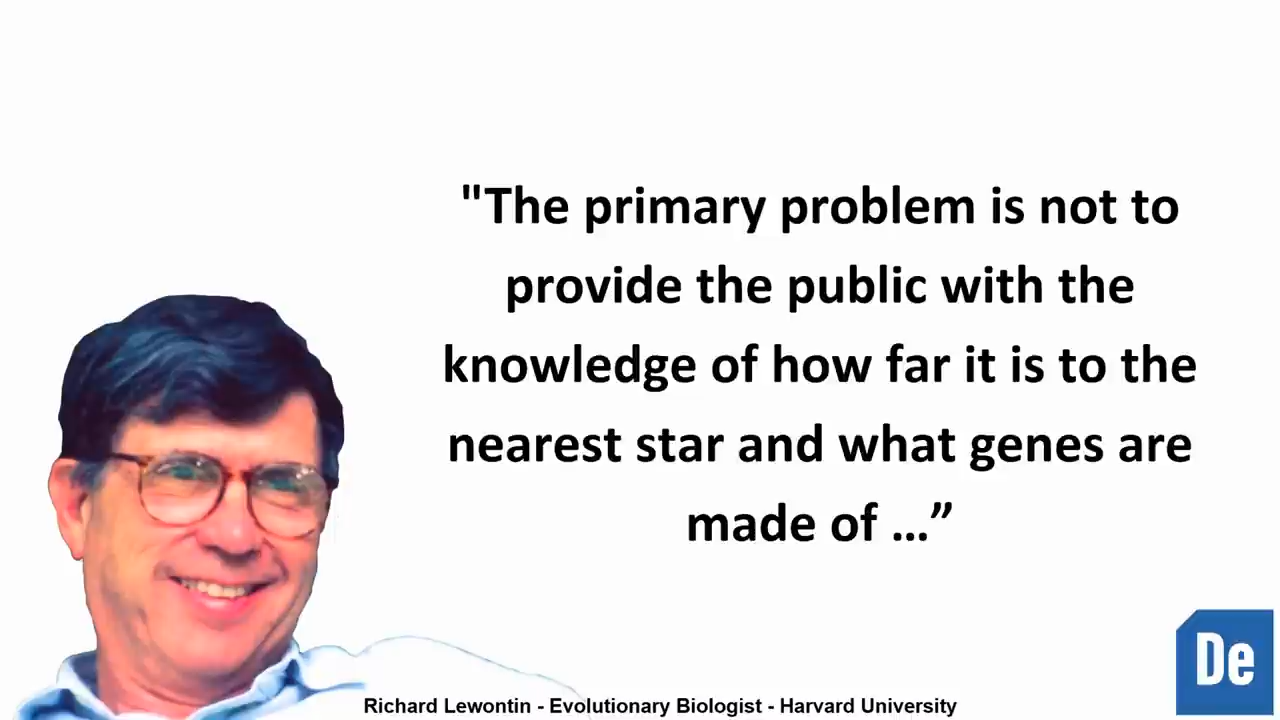 "The primary problem is not to
provide the public with the
knowledge of how far it is to the
nearest star and what genes are
made of ...”
De
Richard Lewontin - Evolutionary Biologist - Harvard University